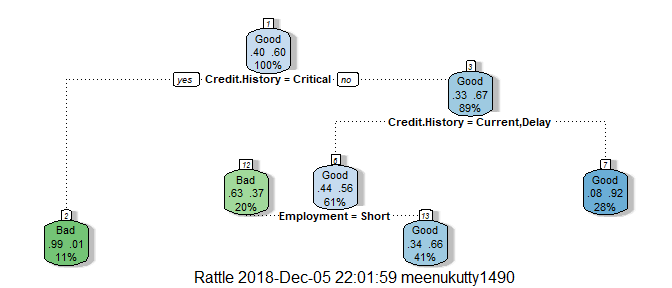 1
Good
.40 .60
100%
yes Credit.History = Critical no
3
Good
.33 .67
89%
Credit.History = Current,Delay
12
Bad
.63 .37
20%
6
Good
.44 .56
61%
7
Good
.08 .92
28%
Employment = Short
2
Bad
.99 .01
11%
13
Good
.34 .66
41%
Rattle 2018-Dec-05 22:01:59 meenukutty1490